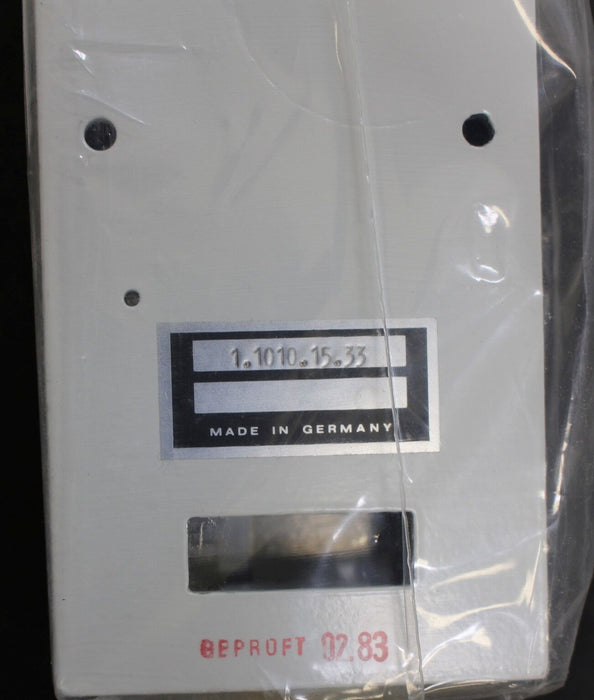 1.1010.15.33
MADE IN GERMANY
GEPRÜFT 02.83